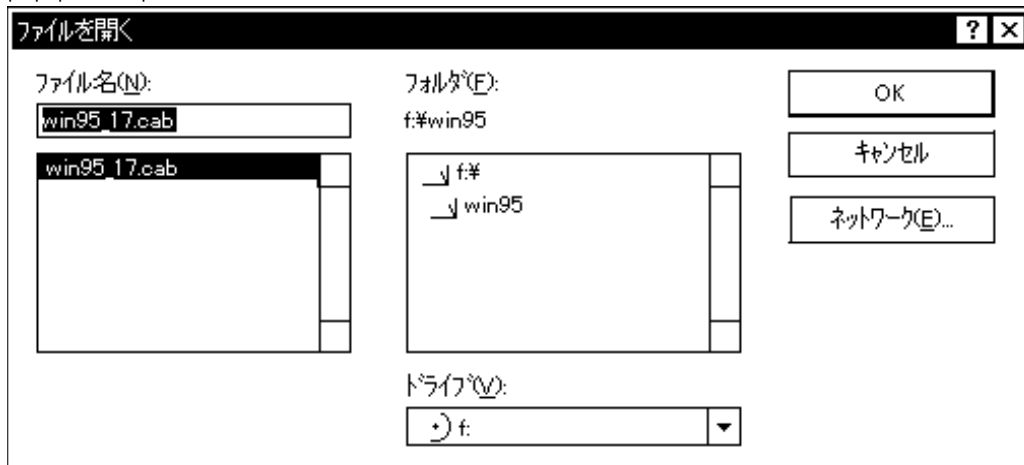 ファイルを開く
ファイル名(N):
win95_17.cab
win95_17.cab
フォルダ(F):
f:¥win95
f:¥
win95
ドライブ(V):
f:
OK
キャンセル
ネットワーク(E)...